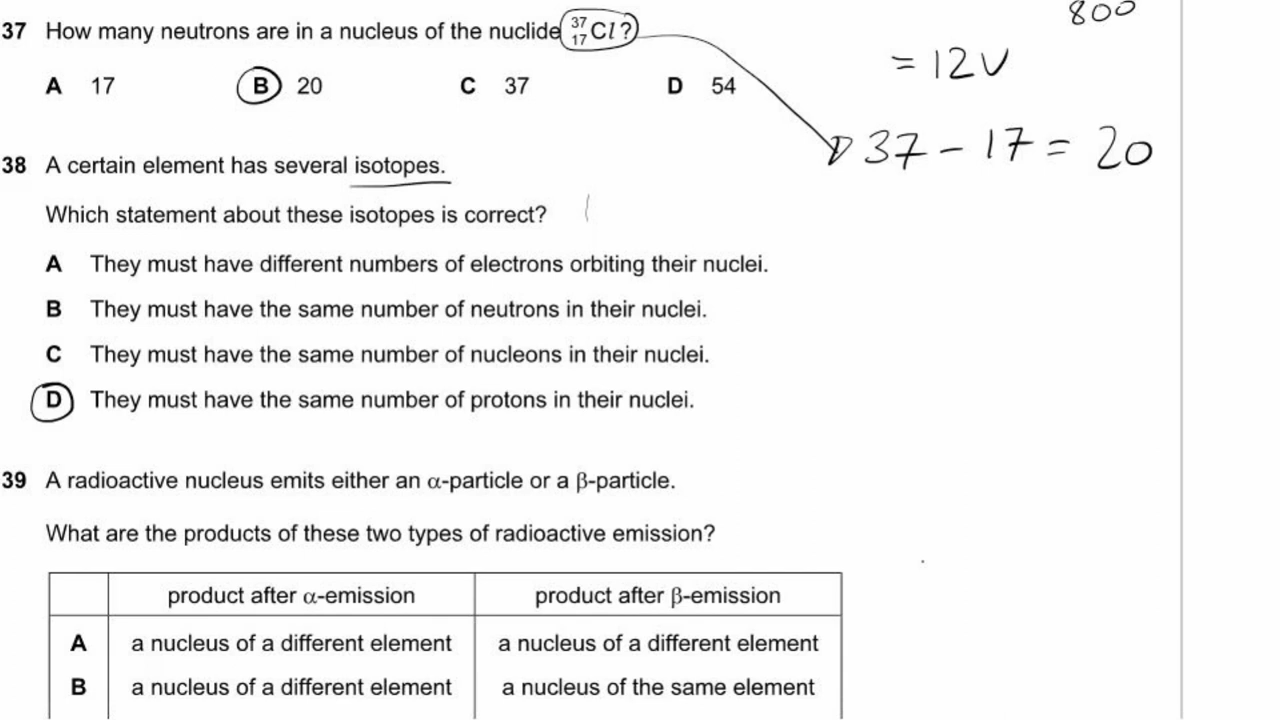 37 How many neutrons are in a nucleus of the nuclide ³⁷₁₇Cl?
A 17 B 20 C 37 D 54
800
= 12V
37 - 17 = 20
38 A certain element has several isotopes.
Which statement about these isotopes is correct?
A They must have different numbers of electrons orbiting their nuclei.
B They must have the same number of neutrons in their nuclei.
C They must have the same number of nucleons in their nuclei.
D They must have the same number of protons in their nuclei.
39 A radioactive nucleus emits either an α-particle or a β-particle.
What are the products of these two types of radioactive emission?
product after α-emission product after β-emission
A a nucleus of a different element a nucleus of a different element
B a nucleus of a different element a nucleus of the same element